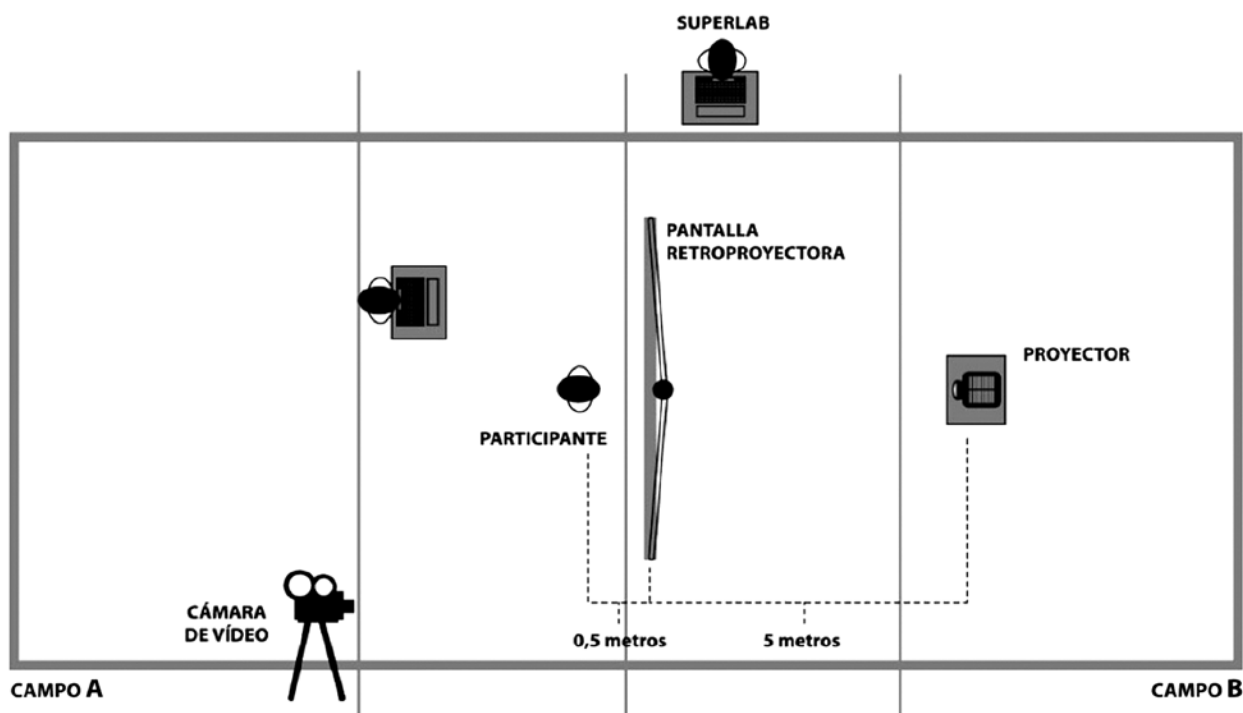 SUPERLAB
PANTALLA
RETROPROYECTORA
PROYECTOR
PARTICIPANTE
CÁMARA
DE VÍDEO
0,5 metros
5 metros
CAMPO A
CAMPO B